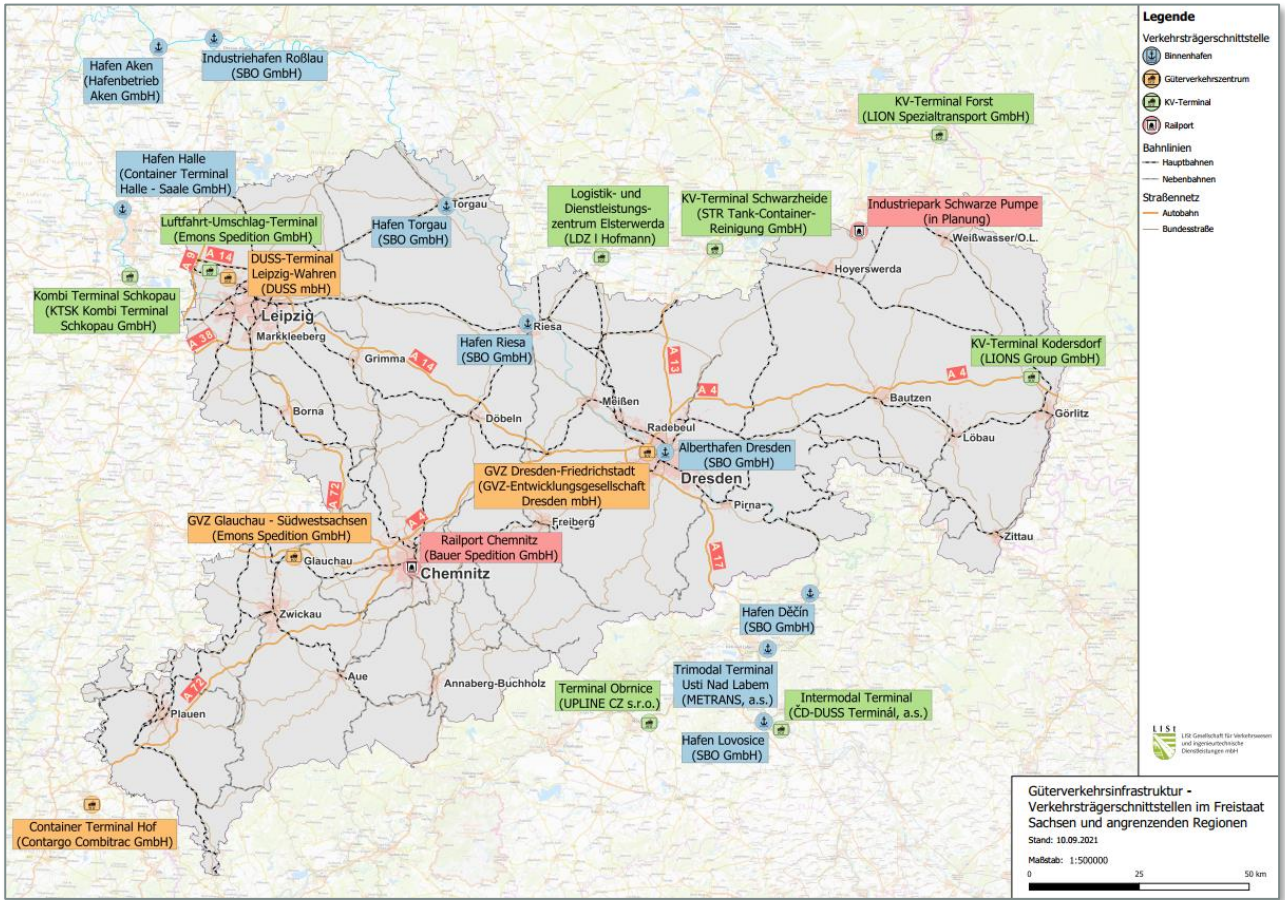 Hafen Aken
(Hafenbetrieb
Aken GmbH)
Industriehafen Roßlau
(SBO GmbH)
KV-Terminal Forst
(LION Spezialtransport GmbH)
Hafen Halle
(Container Terminal
Halle - Saale GmbH)
Luftfahrt-Umschlag-Terminal
(Emons Spedition GmbH)
Hafen Torgau
(SBO GmbH)
Torgau
Logistik- und
Dienstleistungs-
zentrum Elsterwerda
(LDZ I Hofmann)
KV-Terminal Schwarzheide
(STR Tank-Container-
Reinigung GmbH)
Industriepark Schwarze Pumpe
(in Planung)
Weißwasser/O.L.
Hoyerswerda
A 9
A 14
DUSS-Terminal
Leipzig-Wahren
(DUSS mbH)
Kombi Terminal Schkopau
(KTSK Kombi Terminal
Schkopau GmbH)
Leipzig
Markkleeberg
A 38
Grimma
A 14
Riesa
Hafen Riesa
(SBO GmbH)
A 13
A 4
KV-Terminal Kodersdorf
(LIONS Group GmbH)
A 4
Bautzen
Görlitz
Löbau
Borna
Döbeln
Meißen
Radebeul
Alberthafen Dresden
(SBO GmbH)
Dresden
GVZ Dresden-Friedrichstadt
(GVZ-Entwicklungsgesellschaft
Dresden mbH)
Pirna
A 72
A 4
Freiberg
A 17
Zittau
GVZ Glauchau - Südwestsachsen
(Emons Spedition GmbH)
Glauchau
Railport Chemnitz
(Bauer Spedition GmbH)
Chemnitz
Zwickau
Hafen Děčín
(SBO GmbH)
Aue
Annaberg-Buchholz
A 72
Plauen
Trimodal Terminal
Usti Nad Labem
(METRANS, a.s.)
Terminal Obrnice
(UPLINE CZ s.r.o.)
Intermodal Terminal
(ČD-DUSS Terminál, a.s.)
Hafen Lovosice
(SBO GmbH)
Container Terminal Hof
(Contargo Combitrac GmbH)
Legende
Verkehrsträgerschnittstelle
Binnenhafen
Güterverkehrszentrum
KV-Terminal
Railport
Bahnlinien
Hauptbahnen
Nebenbahnen
Straßennetz
Autobahn
Bundesstraße
LISt
LISt Gesellschaft für Verkehrswesen
und ingenieurtechnische
Dienstleistungen mbH
Güterverkehrsinfrastruktur -
Verkehrsträgerschnittstellen im Freistaat
Sachsen und angrenzenden Regionen
Stand: 10.09.2021
Maßstab: 1:500000
0 25 50 km